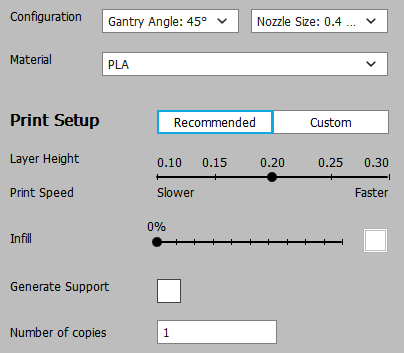 Configuration
Gantry Angle: 45° Nozzle Size: 0.4 ...
Material
PLA
Print Setup
Recommended Custom
Layer Height
0.10 0.15 0.20 0.25 0.30
Print Speed
Slower Faster
Infill
0%
Generate Support
Number of copies
1